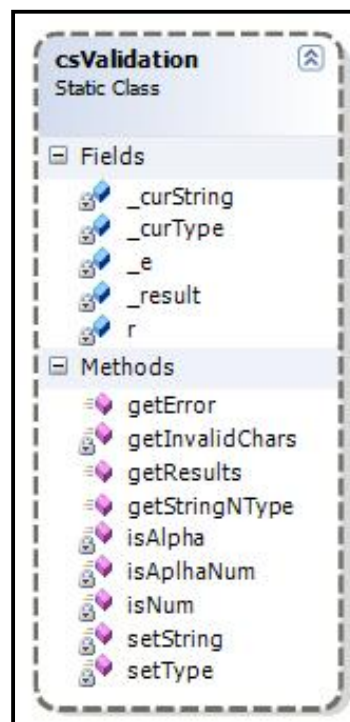 csValidation
Static Class
Fields
_curString
_curType
_e
_result
r
Methods
getError
getInvalidChars
getResults
getStringNType
isAlpha
isAplhaNum
isNum
setString
setType